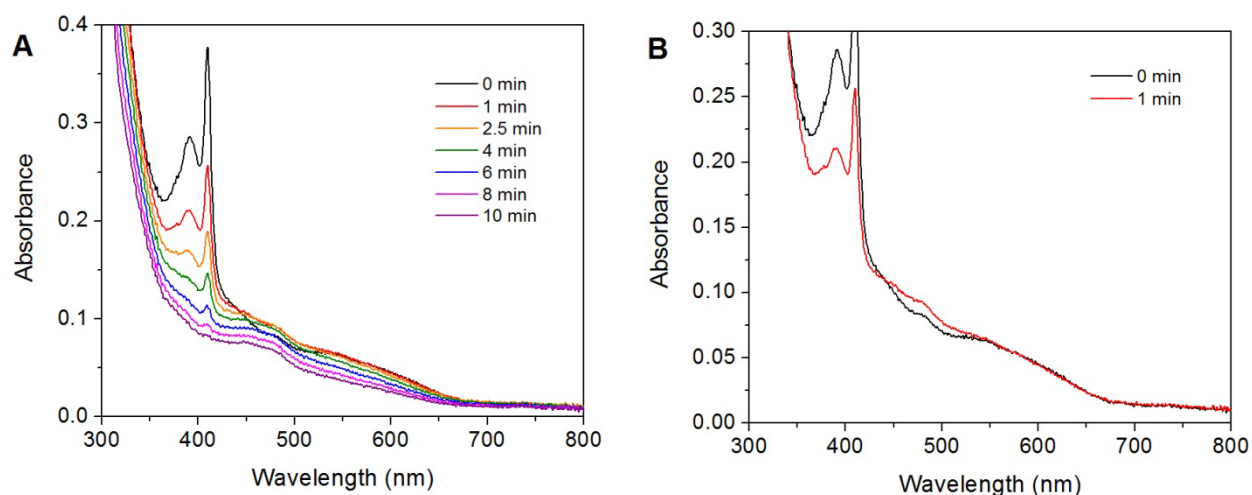 A
0.4
0.3
0.2
0.1
0.0
Absorbance
300 400 500 600 700 800
Wavelength (nm)
0 min
1 min
2.5 min
4 min
6 min
8 min
10 min
B
0.30
0.25
0.20
0.15
0.10
0.05
0.00
Absorbance
300 400 500 600 700 800
Wavelength (nm)
0 min
1 min